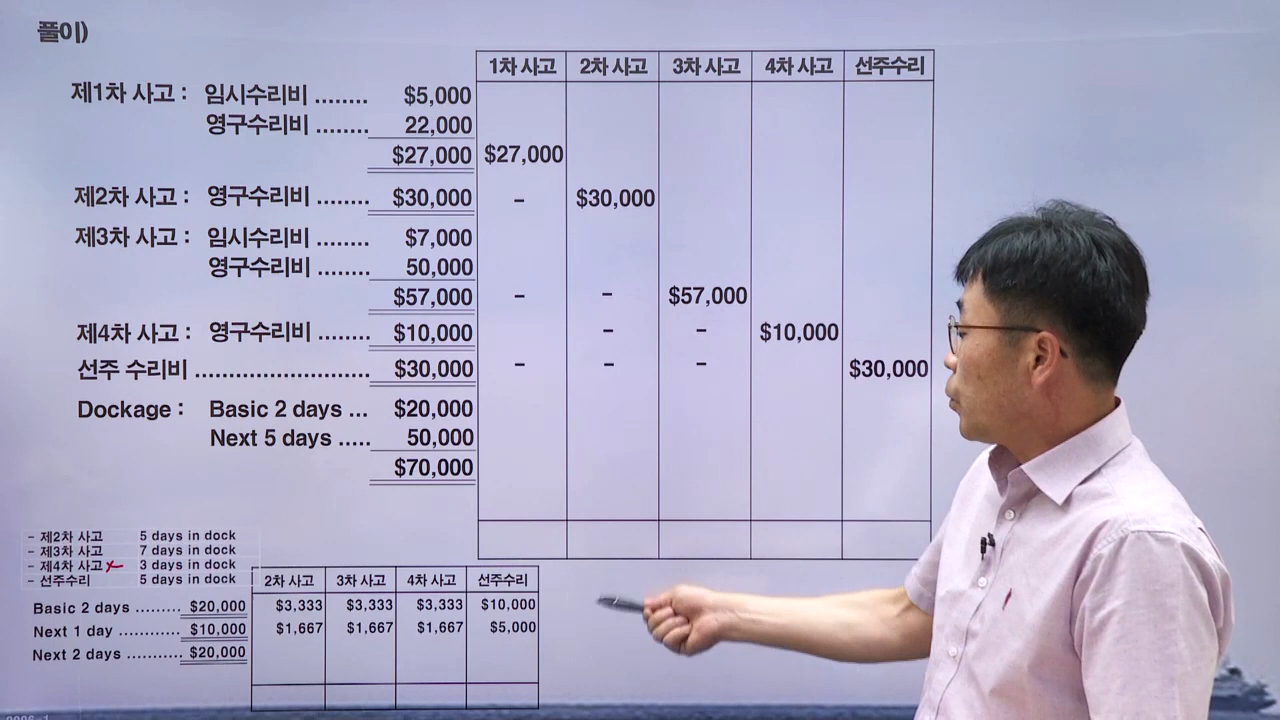 풀이)
1차 사고 2차 사고 3차 사고 4차 사고 선주수리
제1차 사고 : 임시수리비 ........ $5,000
영구수리비 ........ 22,000
$27,000 $27,000
제2차 사고 : 영구수리비 ........ $30,000 – $30,000
제3차 사고 : 임시수리비 ........ $7,000
영구수리비 ........ 50,000
$57,000 – – $57,000
제4차 사고 : 영구수리비 ........ $10,000 – – $10,000
선주 수리비 .............................. $30,000 – – – $30,000
Dockage : Basic 2 days ... $20,000
Next 5 days ..... 50,000
$70,000
– 제2차 사고 5 days in dock
– 제3차 사고 7 days in dock
– 제4차 사고 3 days in dock
– 선주수리 5 days in dock
2차 사고 3차 사고 4차 사고 선주수리
Basic 2 days ......... $20,000 $3,333 $3,333 $3,333 $10,000
Next 1 day ............ $10,000 $1,667 $1,667 $1,667 $5,000
Next 2 days ........... $20,000